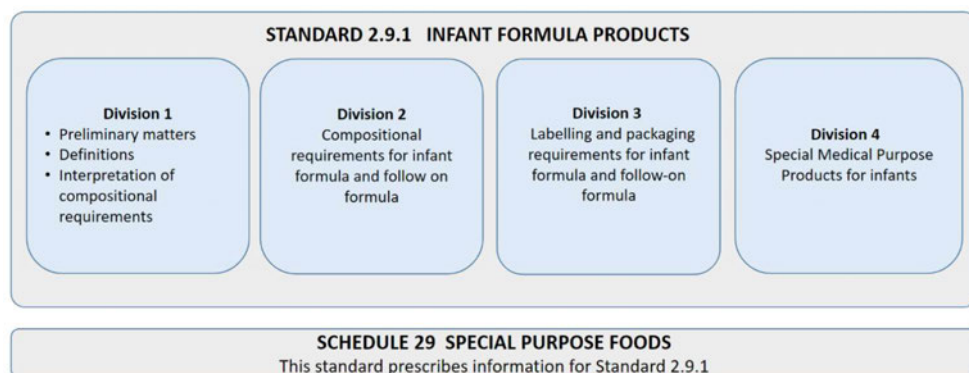 STANDARD 2.9.1 INFANT FORMULA PRODUCTS
Division 1
• Preliminary matters
• Definitions
• Interpretation of
compositional
requirements
Division 2
Compositional
requirements for infant
formula and follow on
formula
Division 3
Labelling and packaging
requirements for infant
formula and follow-on
formula
Division 4
Special Medical Purpose
Products for infants
SCHEDULE 29 SPECIAL PURPOSE FOODS
This standard prescribes information for Standard 2.9.1